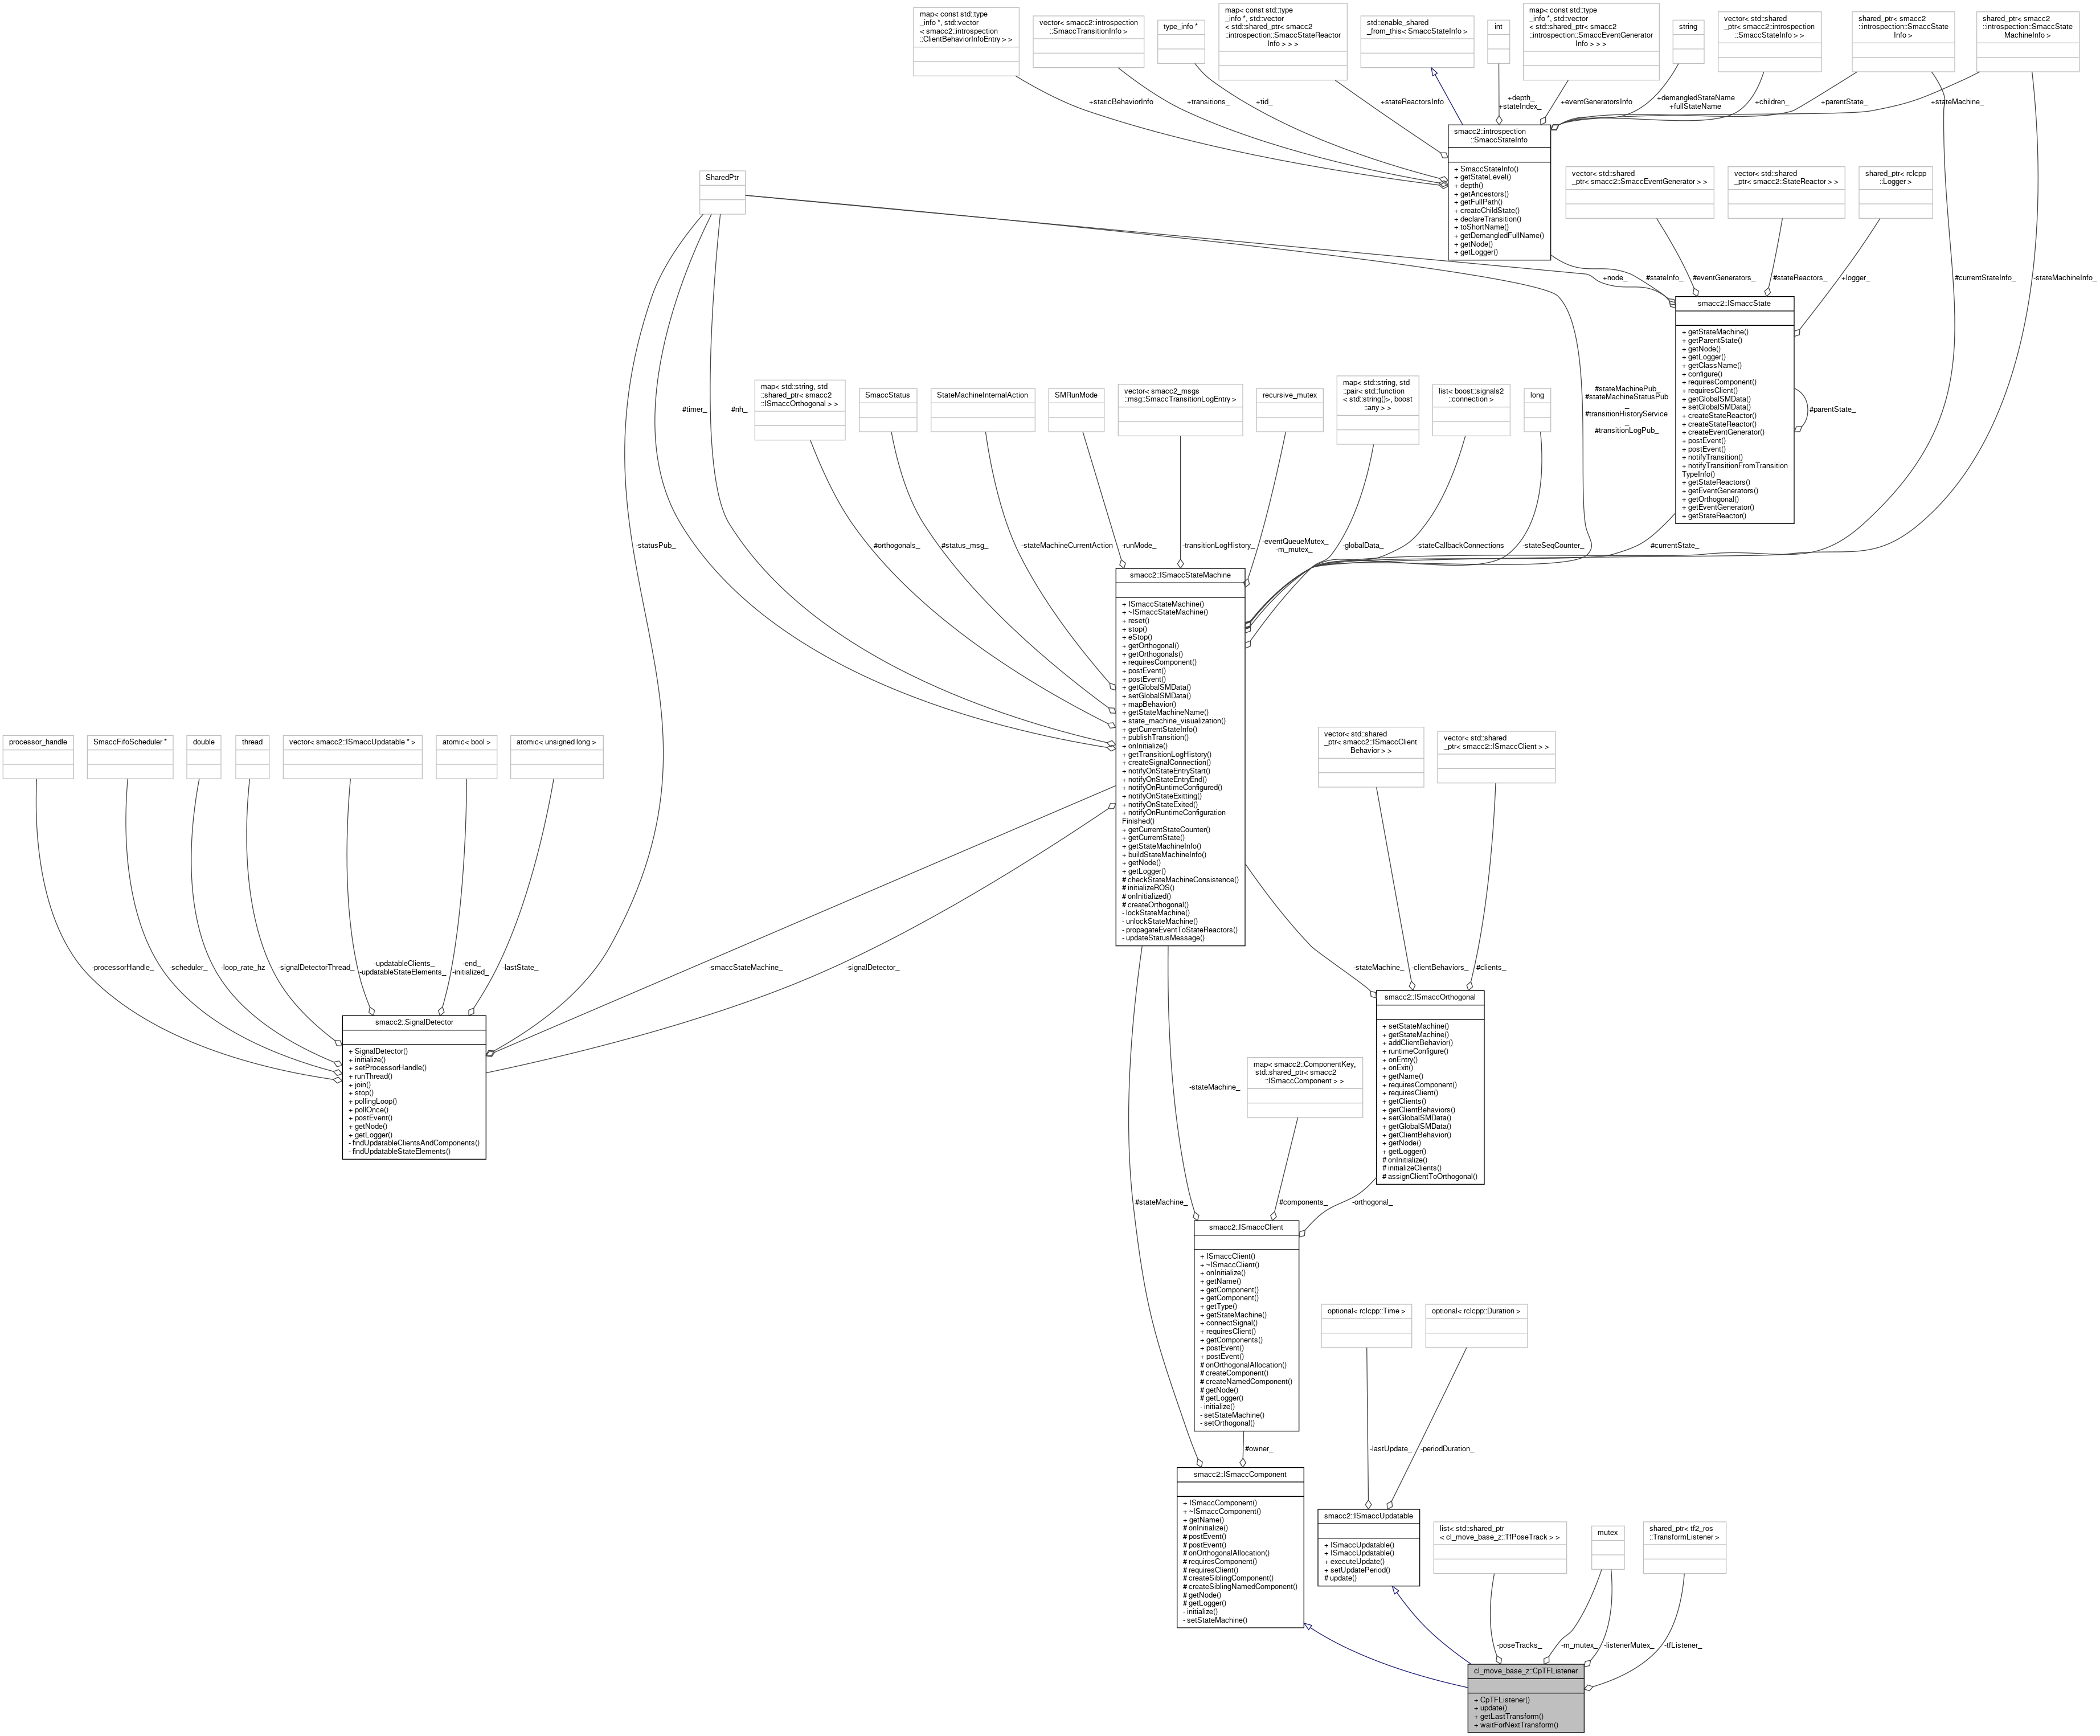 map< const std::type
_info *, std::vector
< smacc2::introspection
::ClientBehaviorInfoEntry > >
vector< smacc2::introspection
::SmaccTransitionInfo >
type_info *
map< const std::type
_info *, std::vector
< std::shared_ptr< smacc2
::introspection::SmaccStateReactor
Info > > >
std::enable_shared
_from_this< SmaccStateInfo >
int
map< const std::type
_info *, std::vector
< std::shared_ptr< smacc2
::introspection::SmaccEventGenerator
Info > > >
string
vector< std::shared
_ptr< smacc2::introspection
::SmaccStateInfo > >
shared_ptr< smacc2
::introspection::SmaccState
Info >
shared_ptr< smacc2
::introspection::SmaccState
MachineInfo >
+staticBehaviorInfo
+transitions_
+tid_
+stateReactorsInfo
+depth_
+stateIndex_
+eventGeneratorsInfo
+demangledStateName
+fullStateName
+children_
+parentState_
+stateMachine_
smacc2::introspection
::SmaccStateInfo
+ SmaccStateInfo()
+ getStateLevel()
+ depth()
+ getAncestors()
+ getFullPath()
+ createChildState()
+ declareTransition()
+ toShortName()
+ getDemangledFullName()
+ getNode()
+ getLogger()
SharedPtr
vector< std::shared
_ptr< smacc2::SmaccEventGenerator > >
vector< std::shared
_ptr< smacc2::StateReactor > >
shared_ptr< rclcpp
::Logger >
+node_
#stateInfo_
#eventGenerators_
#stateReactors_
+logger_
#currentStateInfo_
-stateMachineInfo_
smacc2::ISmaccState
+ getStateMachine()
+ getParentState()
+ getNode()
+ getLogger()
+ getClassName()
+ configure()
+ requiresComponent()
+ requiresClient()
+ getGlobalSMData()
+ setGlobalSMData()
+ createStateReactor()
+ createStateReactor()
+ createEventGenerator()
+ postEvent()
+ postEvent()
+ notifyTransition()
+ notifyTransitionFromTransition
TypeInfo()
+ getStateReactors()
+ getEventGenerators()
+ getOrthogonal()
+ getEventGenerator()
+ getStateReactor()
#parentState_
#timer_
#nh_
map< std::string, std
::shared_ptr< smacc2
::ISmaccOrthogonal > >
SmaccStatus
StateMachineInternalAction
SMRunMode
vector< smacc2_msgs
::msg::SmaccTransitionLogEntry >
recursive_mutex
map< std::string, std
::pair< std::function
< std::string()>, boost
::any > >
list< boost::signals2
::connection >
long
#stateMachinePub_
#stateMachineStatusPub
_
#transitionHistoryService
_
#transitionLogPub_
-statusPub_
#orthogonals_
#status_msg_
-stateMachineCurrentAction
-runMode_
-transitionLogHistory_
-eventQueueMutex_
-m_mutex_
-globalData_
-stateCallbackConnections
-stateSeqCounter_
#currentState_
smacc2::ISmaccStateMachine
+ ISmaccStateMachine()
+ ~ISmaccStateMachine()
+ reset()
+ stop()
+ eStop()
+ getOrthogonal()
+ getOrthogonals()
+ requiresComponent()
+ postEvent()
+ postEvent()
+ getGlobalSMData()
+ setGlobalSMData()
+ mapBehavior()
+ getStateMachineName()
+ state_machine_visualization()
+ getCurrentStateInfo()
+ publishTransition()
+ onInitialize()
+ getTransitionLogHistory()
+ createSignalConnection()
+ notifyOnStateEntryStart()
+ notifyOnStateEntryEnd()
+ notifyOnRuntimeConfigured()
+ notifyOnStateExitting()
+ notifyOnStateExited()
+ notifyOnRuntimeConfiguration
Finished()
+ getCurrentStateCounter()
+ getCurrentState()
+ getStateMachineInfo()
+ buildStateMachineInfo()
+ getNode()
+ getLogger()
# checkStateMachineConsistence()
# initializeROS()
# onInitialized()
# createOrthogonal()
- lockStateMachine()
- unlockStateMachine()
- propagateEventToStateReactors()
- updateStatusMessage()
processor_handle
SmaccFifoScheduler *
double
thread
vector< smacc2::ISmaccUpdatable * >
atomic< bool >
atomic< unsigned long >
vector< std::shared
_ptr< smacc2::ISmaccClient
Behavior > >
vector< std::shared
_ptr< smacc2::ISmaccClient > >
-processorHandle_
-scheduler_
-loop_rate_hz
-signalDetectorThread_
-updatableClients_
-updatableStateElements_
-end_
-initialized_
-lastState_
-smaccStateMachine_
-signalDetector_
-stateMachine_
-clientBehaviors_
#clients_
smacc2::SignalDetector
+ SignalDetector()
+ initialize()
+ setProcessorHandle()
+ runThread()
+ join()
+ stop()
+ pollingLoop()
+ pollOnce()
+ postEvent()
+ getNode()
+ getLogger()
- findUpdatableClientsAndComponents()
- findUpdatableStateElements()
smacc2::ISmaccOrthogonal
+ setStateMachine()
+ getStateMachine()
+ addClientBehavior()
+ runtimeConfigure()
+ onEntry()
+ onExit()
+ getName()
+ requiresComponent()
+ requiresClient()
+ getClients()
+ getClientBehaviors()
+ setGlobalSMData()
+ getGlobalSMData()
+ getClientBehavior()
+ getNode()
+ getLogger()
# onInitialize()
# initializeClients()
# assignClientToOrthogonal()
map< smacc2::ComponentKey,
std::shared_ptr< smacc2
::ISmaccComponent > >
-stateMachine_
#stateMachine_
#components_
-orthogonal_
smacc2::ISmaccClient
+ ISmaccClient()
+ ~ISmaccClient()
+ onInitialize()
+ getName()
+ getComponent()
+ getComponent()
+ getType()
+ getStateMachine()
+ connectSignal()
+ requiresClient()
+ getComponents()
+ postEvent()
+ postEvent()
# onOrthogonalAllocation()
# createComponent()
# createNamedComponent()
# getNode()
# getLogger()
- initialize()
- setStateMachine()
- setOrthogonal()
optional< rclcpp::Time >
optional< rclcpp::Duration >
#owner_
-lastUpdate_
-periodDuration_
smacc2::ISmaccComponent
+ ISmaccComponent()
+ ~ISmaccComponent()
+ getName()
# onInitialize()
# postEvent()
# postEvent()
# onOrthogonalAllocation()
# requiresComponent()
# requiresClient()
# createSiblingComponent()
# createSiblingNamedComponent()
# getNode()
# getLogger()
- initialize()
- setStateMachine()
smacc2::ISmaccUpdatable
+ ISmaccUpdatable()
+ ISmaccUpdatable()
+ executeUpdate()
+ setUpdatePeriod()
# update()
list< std::shared_ptr
< cl_move_base_z::TfPoseTrack > >
mutex
shared_ptr< tf2_ros
::TransformListener >
-poseTracks_
-m_mutex_
-listenerMutex_
-tfListener_
cl_move_base_z::CpTFListener
+ CpTFListener()
+ update()
+ getLastTransform()
+ waitForNextTransform()